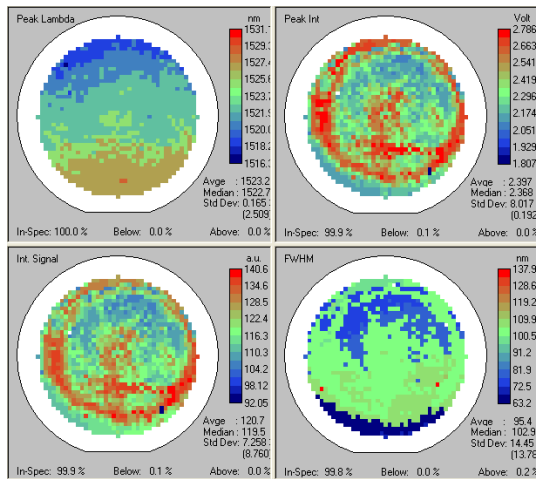 Peak Lambda
nm
1531.
1529.
1527.4
1525.6
1523.7
1521.9
1520.0
1518.2
1516.3
Avge : 1523.2
Median : 1522.7
Std Dev: 0.165
(2.509)
In-Spec: 100.0 % Below: 0.0 % Above: 0.0 %
Peak Int
Volt
2.786
2.663
2.541
2.419
2.296
2.174
2.051
1.929
1.807
Avge : 2.397
Median : 2.368
Std Dev: 8.017
(0.192
In-Spec: 99.9 % Below: 0.1 % Above: 0.0 %
Int. Signal
a.u.
140.6
134.6
128.5
122.4
116.3
110.3
104.2
98.12
92.05
Avge : 120.7
Median : 119.5
Std Dev: 7.258
(8.760)
In-Spec: 99.9 % Below: 0.1 % Above: 0.0 %
FWHM
nm
137.9
128.6
119.2
109.9
100.6
91.2
81.9
72.5
63.2
Avge : 95.4
Median : 102.9
Std Dev: 14.45
(13.78
In-Spec: 99.8 % Below: 0.0 % Above: 0.2 %